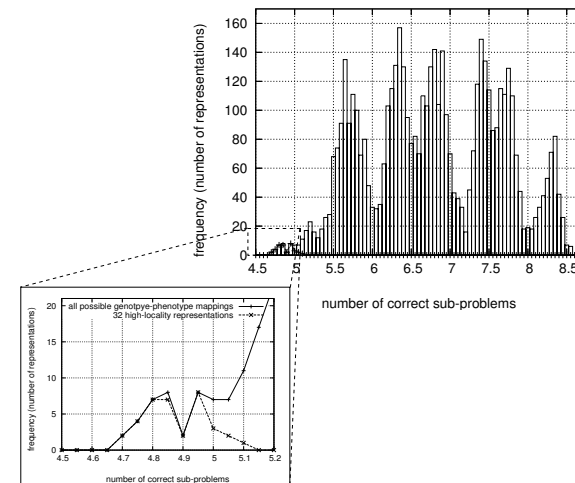 frequency (number of representations)
160
140
120
100
80
60
40
20
0
4.5 5 5.5 6 6.5 7 7.5 8 8.5
number of correct sub-problems
all possible genotpye-phenotype mappings
32 high-locality representations
frequency (number of representations)
20
15
10
5
0
4.5 4.6 4.7 4.8 4.9 5 5.1 5.2
number of correct sub-problems